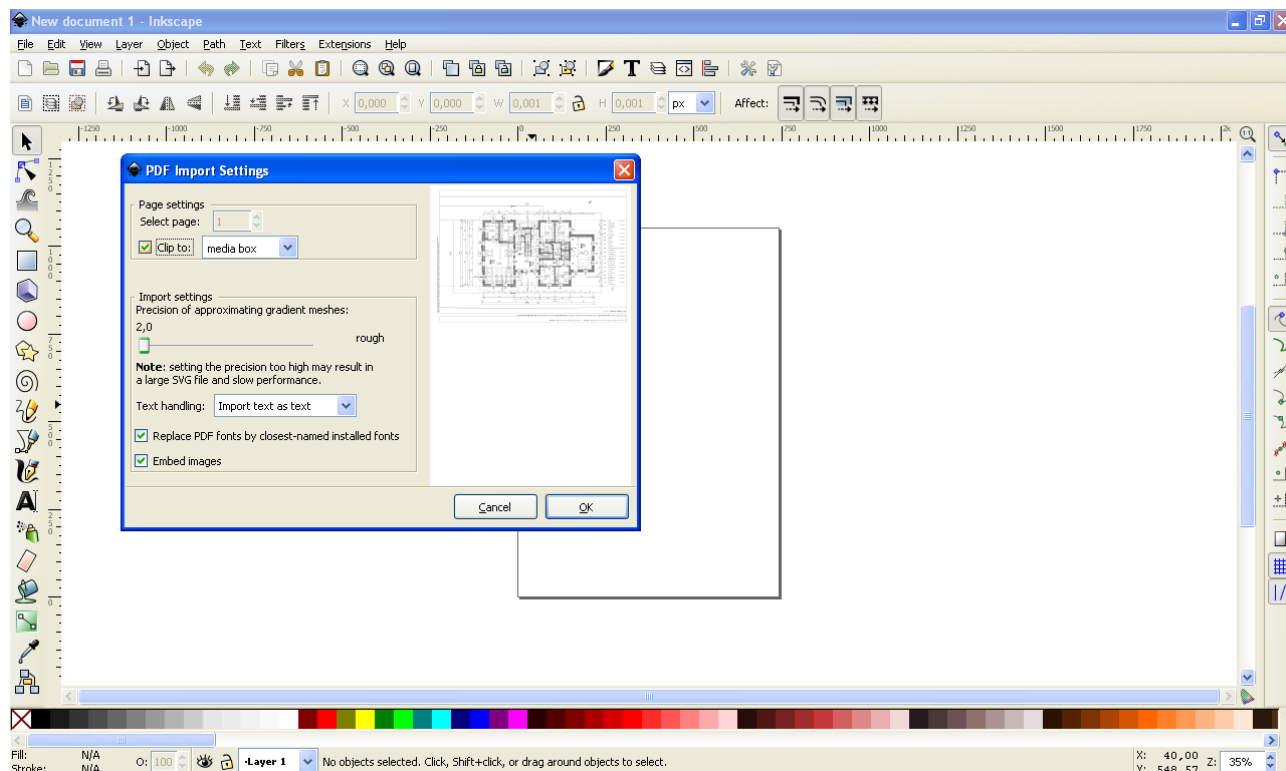 New document 1 - Inkscape
File Edit View Layer Object Path Text Filters Extensions Help
X 0,000 Y 0,000 W 0,001 H 0,001 px Affect:
-1250 -1000 -750 -500 -250 0 250 500 750 1000 1250 1500 1750
PDF Import Settings
Page settings
Select page: 1
Clip to: media box
Import settings
Precision of approximating gradient meshes:
2,0
rough
Note: setting the precision too high may result in
a large SVG file and slow performance.
Text handling: Import text as text
Replace PDF fonts by closest-named installed fonts
Embed images
Cancel OK
Fill: N/A
Stroke: N/A
O: 100 ·Layer 1 No objects selected. Click, Shift+click, or drag around objects to select.
X: 40,00
Y: 548,57
Z: 35%